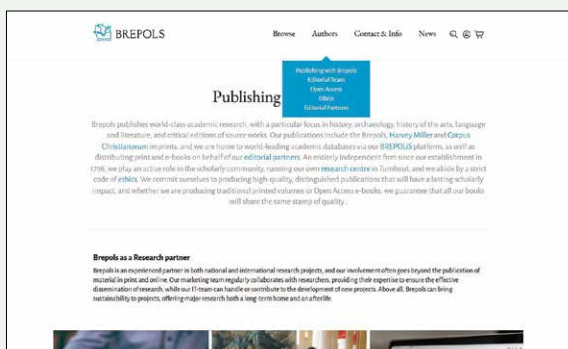 BREPOLS
Browse Authors Contact & Info News
Publishing with Brepols
Editorial Team
Open Access
Ethics
Editorial Partners
Publishing
Brepols publishes world-class academic research, with a particular focus in history, archaeology, history of the arts, language
and literature, and critical editions of source works. Our publications include the Brepols, Harvey Miller and Corpus
Christianorum imprints, and we are home to world-leading academic databases via our BREPOLiS platform, as well as
distributing print and e-books on behalf of our editorial partners. An entirely independent firm since our establishment in
1796, we play an active role in the scholarly community, running our own research centre in Turnhout, and we abide by a strict
code of ethics. We commit ourselves to producing high-quality, distinguished publications that will have a lasting scholarly
impact, and whether we are producing traditional printed volumes or Open Access e-books, we guarantee that all our books
will share the same stamp of quality.
Brepols as a Research partner
Brepols is an experienced partner in both national and international research projects, and our involvement often goes beyond the publication of
material in print and online. Our marketing team regularly collaborates with researchers, providing their expertise to ensure the effective
dissemination of research, while our IT-team can handle or contribute to the development of new projects. Above all, Brepols can bring
sustainability to projects, offering major research both a long-term home and an afterlife.